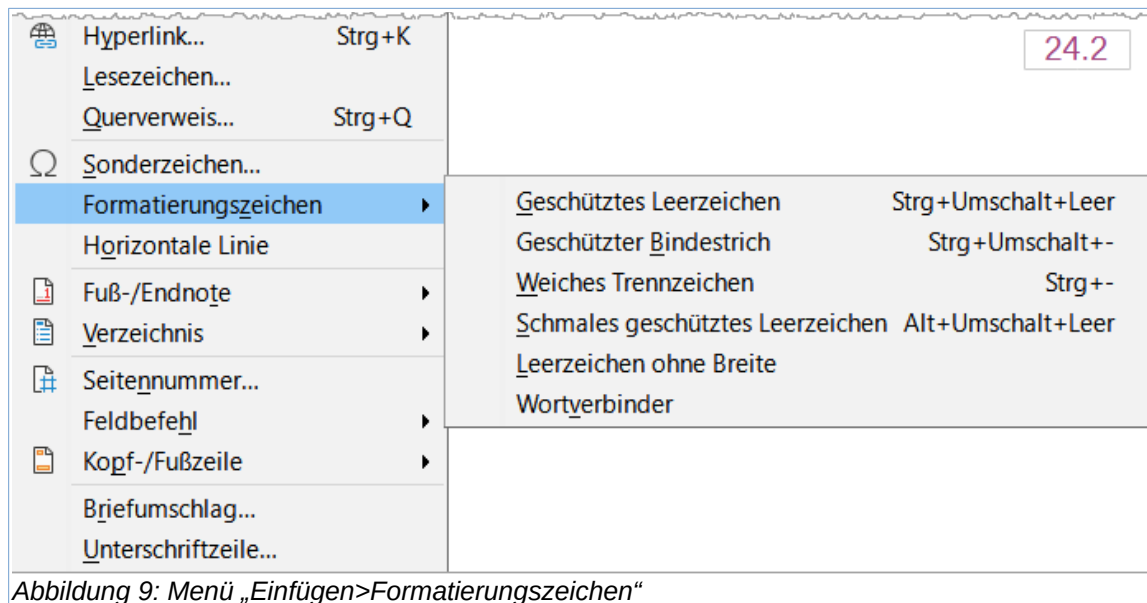 Hyperlink... Strg+K
24.2
Lesezeichen...
Querverweis... Strg+Q
Sonderzeichen...
Formatierungszeichen
Horizontale Linie
Fuß-/Endnote
Verzeichnis
Seitennummer...
Feldbefehl
Kopf-/Fußzeile
Briefumschlag...
Unterschriftzeile...
Geschütztes Leerzeichen Strg+Umschalt+Leer
Geschützter Bindestrich Strg+Umschalt+-
Weiches Trennzeichen Strg+-
Schmales geschütztes Leerzeichen Alt+Umschalt+Leer
Leerzeichen ohne Breite
Wortverbinder
Abbildung 9: Menü „Einfügen>Formatierungszeichen“